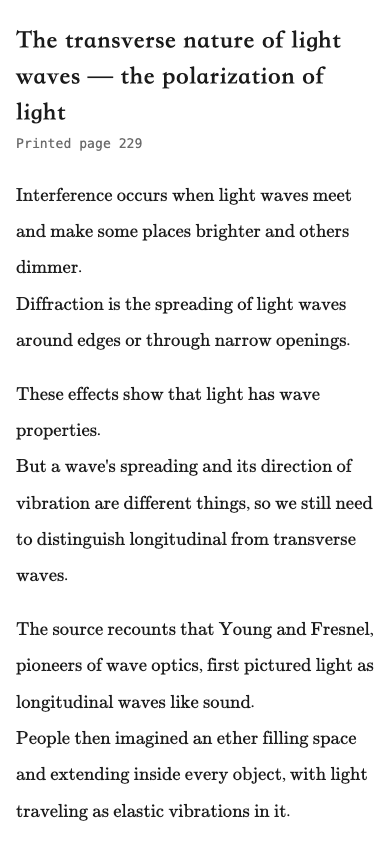 The transverse nature of light
waves — the polarization of
light
Printed page 229
Interference occurs when light waves meet
and make some places brighter and others
dimmer.
Diffraction is the spreading of light waves
around edges or through narrow openings.
These effects show that light has wave
properties.
But a wave's spreading and its direction of
vibration are different things, so we still need
to distinguish longitudinal from transverse
waves.
The source recounts that Young and Fresnel,
pioneers of wave optics, first pictured light as
longitudinal waves like sound.
People then imagined an ether filling space
and extending inside every object, with light
traveling as elastic vibrations in it.